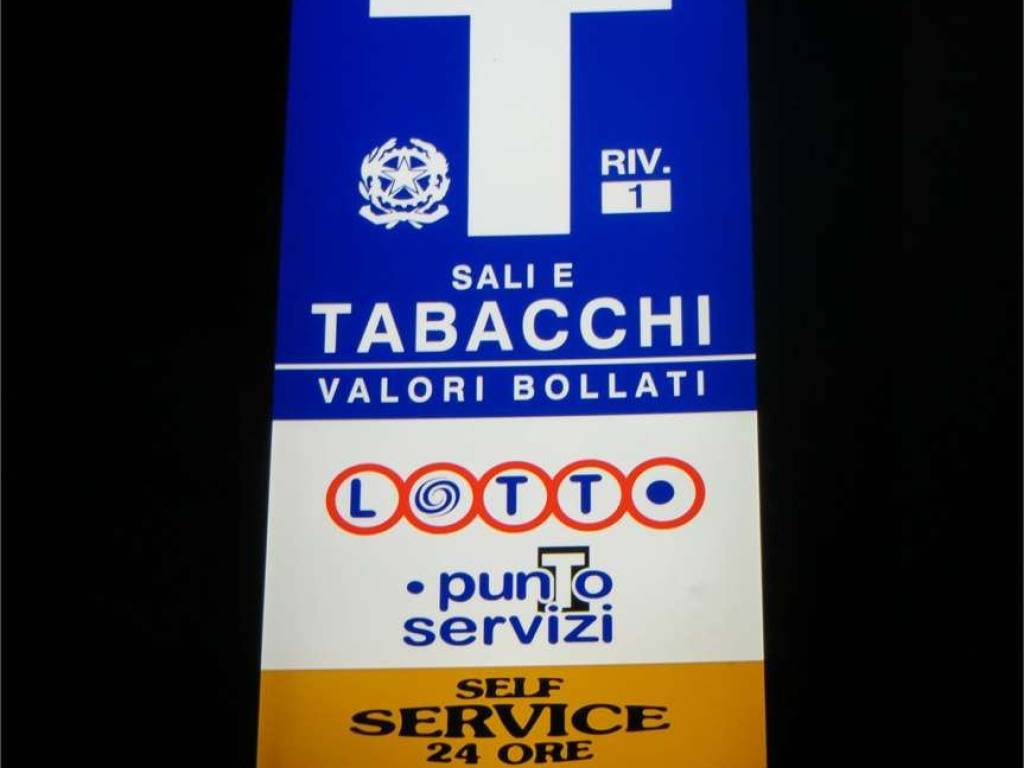 T
RIV.
1
SALI E
TABACCHI
VALORI BOLLATI
LOTTO
punTo
servizi
SELF
SERVICE
24 ORE